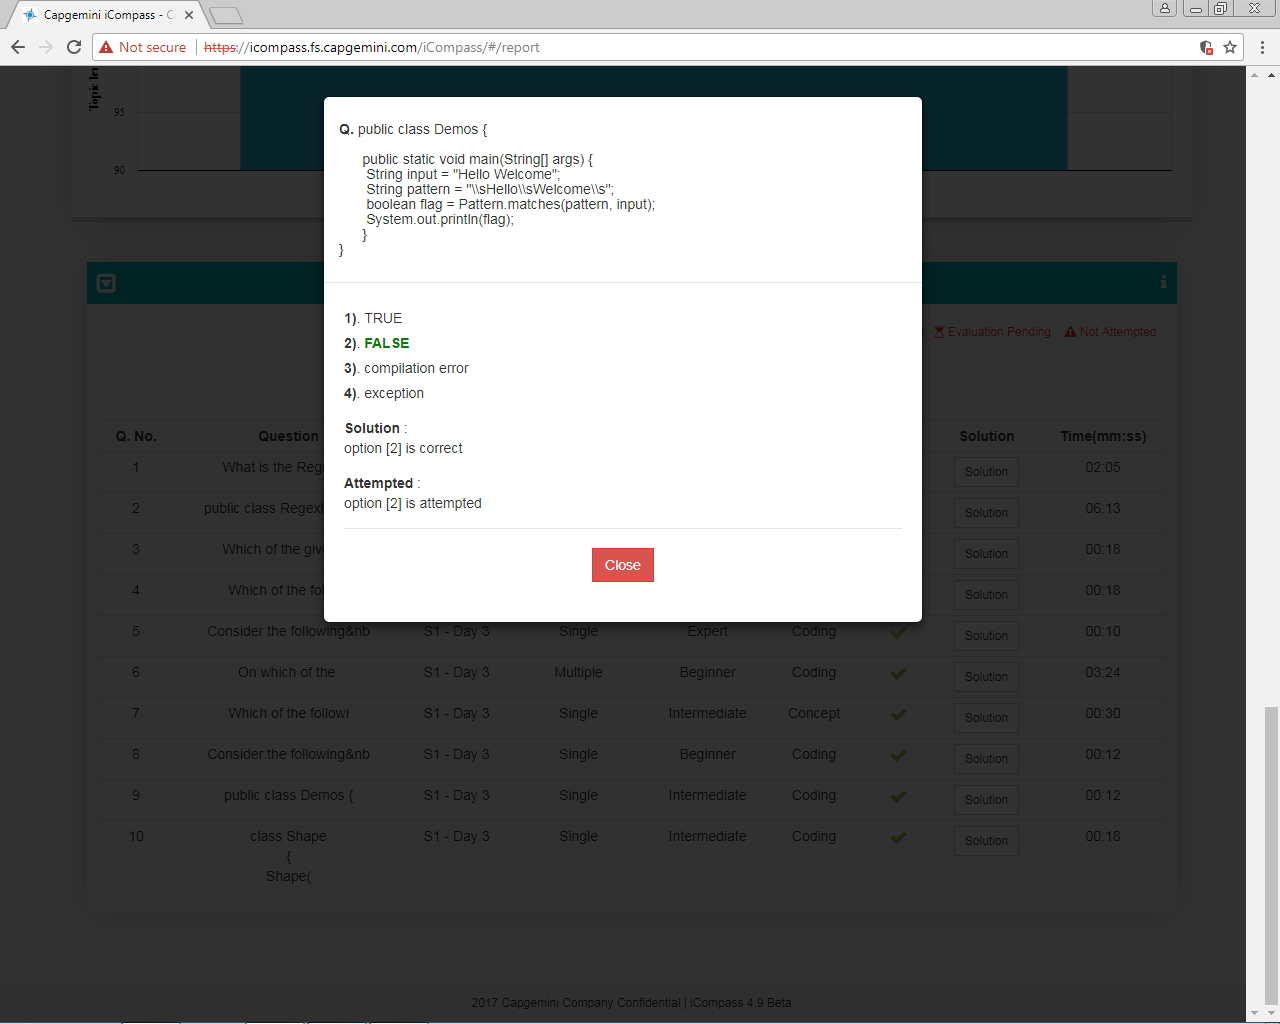 Capgemini iCompass - C
Not secure
https://icompass.fs.capgemini.com/iCompass/#/report
Topic lev
95
90
Q. public class Demos {
public static void main(String[] args) {
String input = "Hello Welcome";
String pattern = "\\sHello\\sWelcome\\s";
boolean flag = Pattern.matches(pattern, input);
System.out.println(flag);
}
}
1). TRUE
2). FALSE
3). compilation error
4). exception
Solution :
option [2] is correct
Attempted :
option [2] is attempted
Close
Evaluation Pending Not Attempted
Q. No. Question Solution Time(mm:ss)
1 What is the Reg Solution 02:05
2 public class Regex Solution 06:13
3 Which of the giv Solution 00:18
4 Which of the fol Solution 00:18
5 Consider the following&nb S1 - Day 3 Single Expert Coding Solution 00:10
6 On which of the S1 - Day 3 Multiple Beginner Coding Solution 03:24
7 Which of the followi S1 - Day 3 Single Intermediate Concept Solution 00:30
8 Consider the following&nb S1 - Day 3 Single Beginner Coding Solution 00:12
9 public class Demos { S1 - Day 3 Single Intermediate Coding Solution 00:12
10 class Shape S1 - Day 3 Single Intermediate Coding Solution 00:18
{
Shape(
2017 Capgemini Company Confidential | iCompass 4.9 Beta